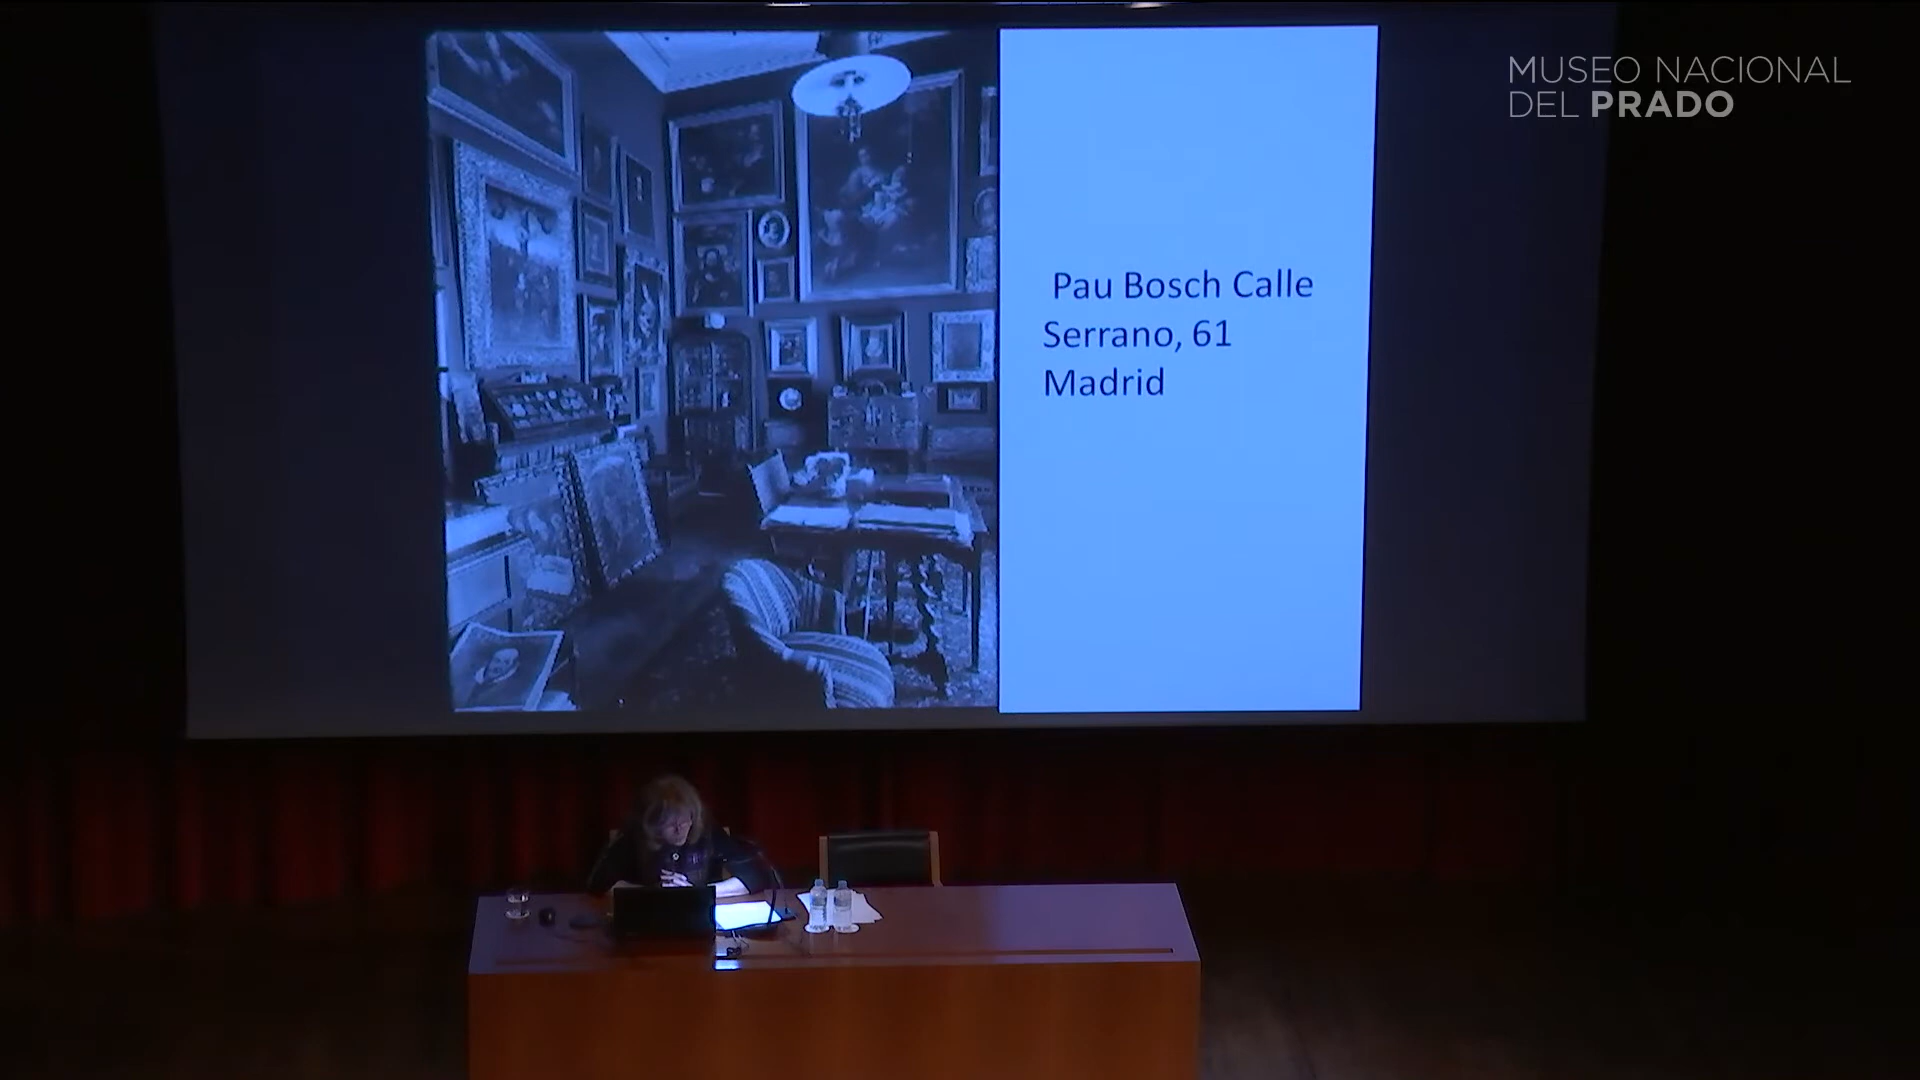 MUSEO NACIONAL
DEL PRADO
Pau Bosch Calle
Serrano, 61
Madrid